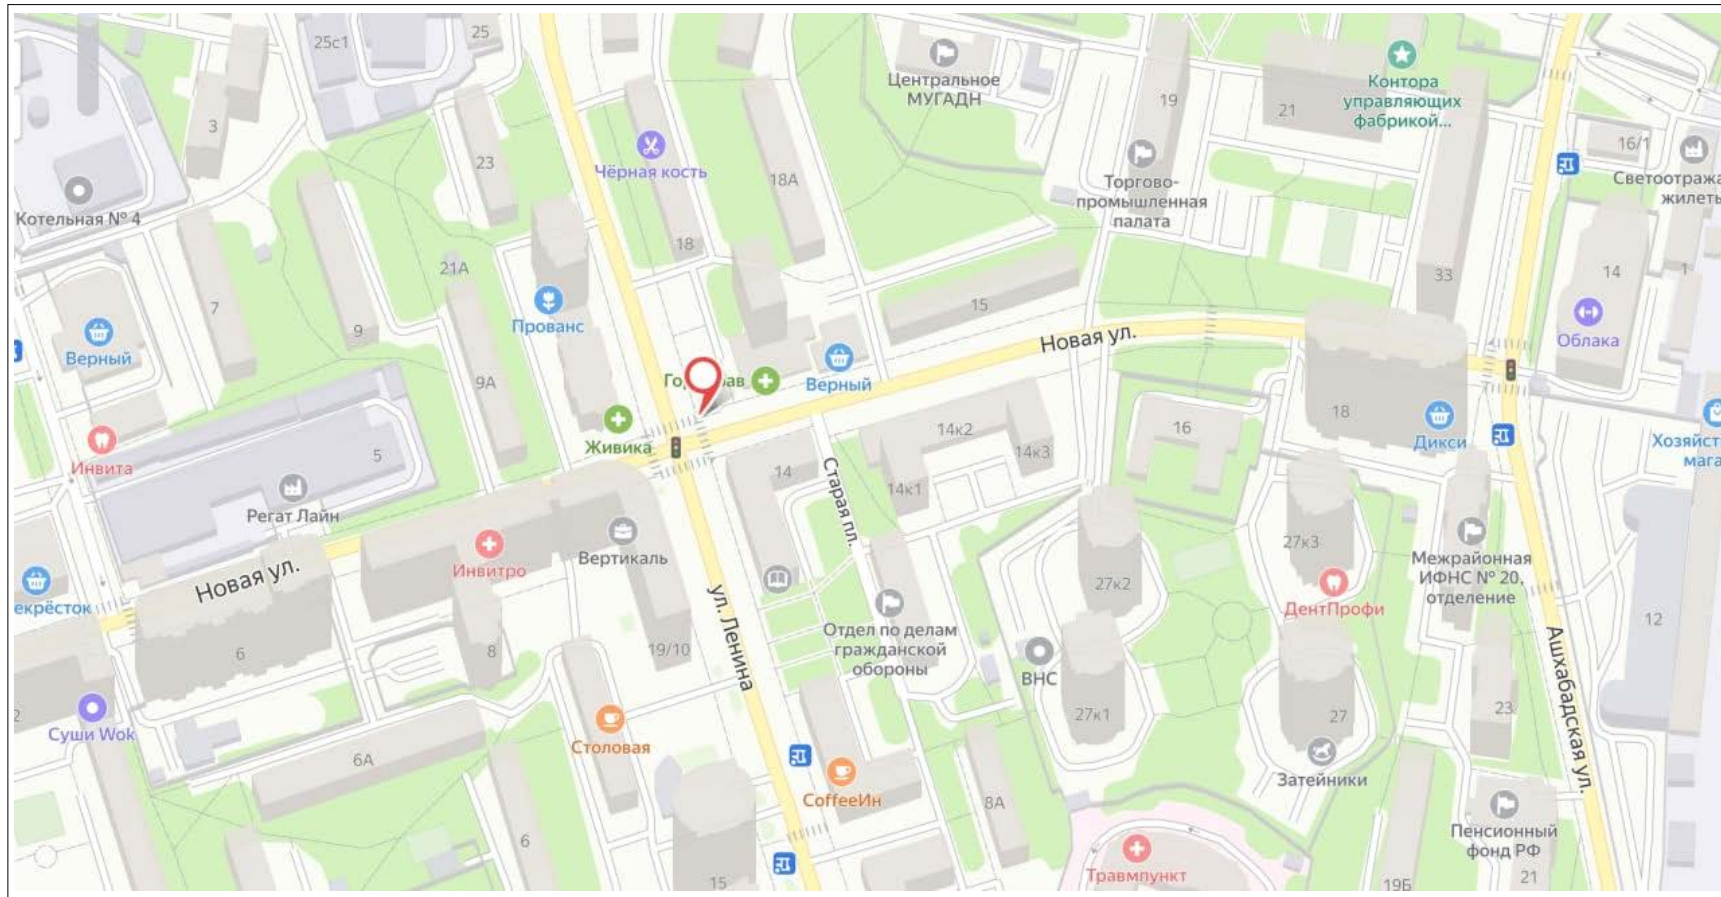 25с1
25
Центральное
МУГАДН
19
21
Контора
управляющих
фабрикой...
3
23
Чёрная кость
18А
16/1
Торгово-
промышленная
палата
Светоотража
жилеты
Котельная № 4
7
21А
18
33
14
1
9
Прованс
15
Верный
9А
Новая ул.
Облака
Верный
Живика
14к2
16
18
Дикси
Хозяйст
мага
Инвита
5
14
14к3
14к1
Старая пл.
Регат Лайн
Инвитро
Вертикаль
27к3
Межрайонная
ИФНС № 20,
отделение
Новая ул.
27к2
ДентПрофи
екрёсток
ул. Ленина
6
8
19/10
Отдел по делам
гражданской
обороны
ВНС
12
Ашхабадская ул.
2
Суши Wok
27к1
27
23
Столовая
6А
Затейники
CoffeeИн
8А
6
Пенсионный
фонд РФ
15
Травмпункт
19Б
21